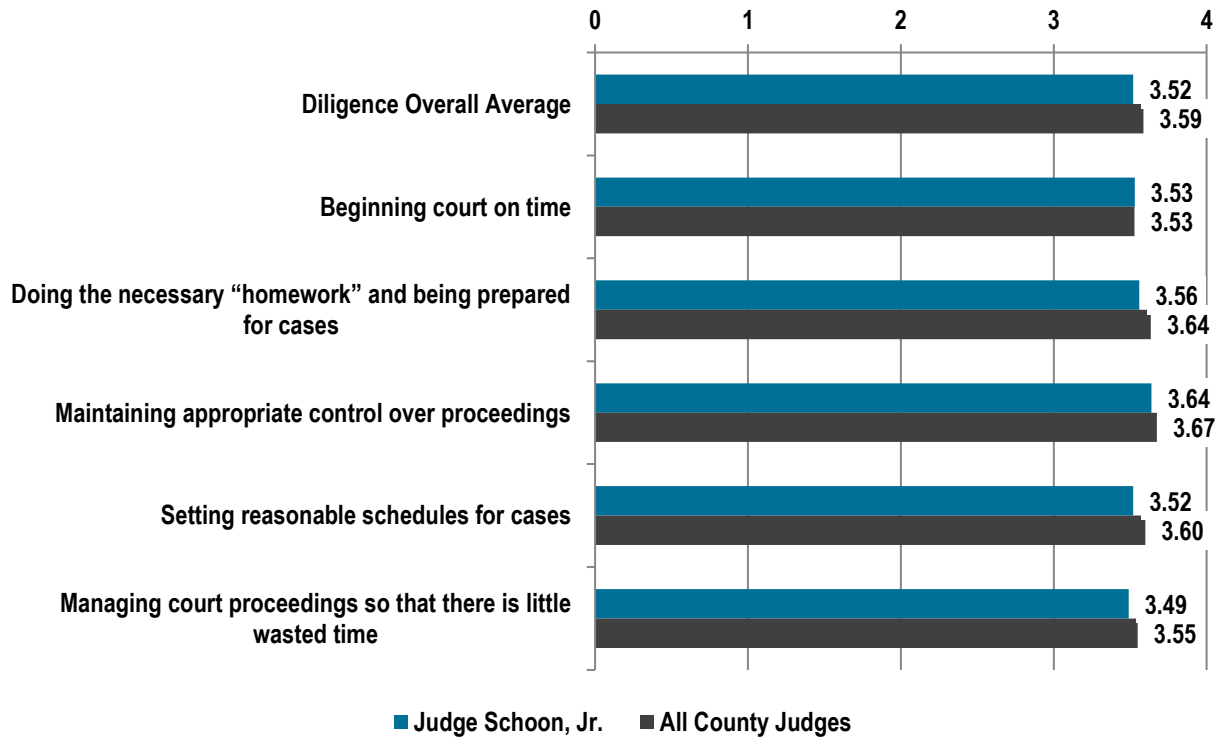 0 1 2 3 4
Diligence Overall Average
3.52
3.59
Beginning court on time
3.53
3.53
Doing the necessary “homework” and being prepared
for cases
3.56
3.64
Maintaining appropriate control over proceedings
3.64
3.67
Setting reasonable schedules for cases
3.52
3.60
Managing court proceedings so that there is little
wasted time
3.49
3.55
Judge Schoon, Jr. All County Judges